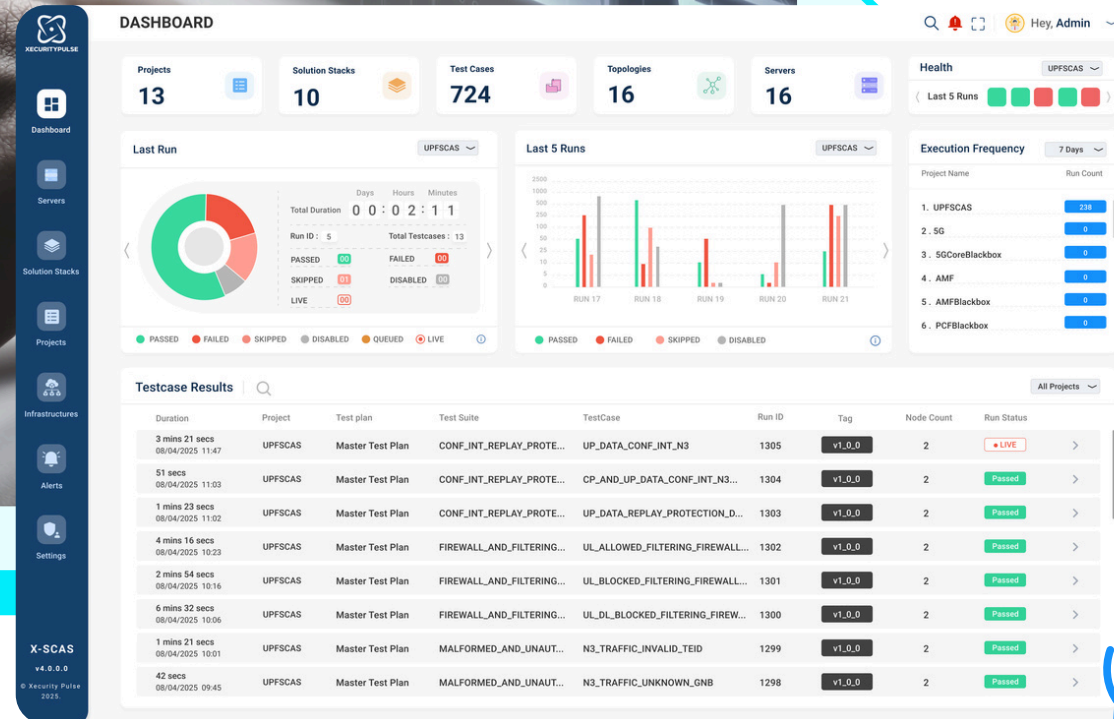 XECURITYPULSE
Dashboard
Servers
Solution Stacks
Projects
Infrastructures
Alerts
Settings
X-SCAS
v4.0.0.0
© Xecurity Pulse
2025.
DASHBOARD
Hey, Admin
Projects
13
Solution Stacks
10
Test Cases
724
Topologies
16
Servers
16
Health
UPFSCAS
Last 5 Runs
Last Run
UPFSCAS
Days Hours Minutes
Total Duration 0 0 : 0 2 : 1 1
Run ID : 5 Total Testcases : 13
PASSED 00 FAILED 00
SKIPPED 01 DISABLED 00
LIVE 00
PASSED FAILED SKIPPED DISABLED QUEUED LIVE
Last 5 Runs
UPFSCAS
2500
1000
500
250
100
50
25
10
5
0
RUN 17 RUN 18 RUN 19 RUN 20 RUN 21
PASSED FAILED SKIPPED DISABLED
Execution Frequency
7 Days
Project Name Run Count
1. UPFSCAS 238
2 . 5G 0
3 . 5GCoreBlackbox 0
4 . AMF 0
5 . AMFBlackbox 0
6 . PCFBlackbox 0
Testcase Results
All Projects
Duration Project Test plan Test Suite TestCase Run ID Tag Node Count Run Status
3 mins 21 secs
08/04/2025 11:47 UPFSCAS Master Test Plan CONF_INT_REPLAY_PROTE... UP_DATA_CONF_INT_N3 1305 v1_0_0 2 LIVE
51 secs
08/04/2025 11:03 UPFSCAS Master Test Plan CONF_INT_REPLAY_PROTE... CP_AND_UP_DATA_CONF_INT_N3... 1304 v1_0_0 2 Passed
1 mins 23 secs
08/04/2025 11:02 UPFSCAS Master Test Plan CONF_INT_REPLAY_PROTE... UP_DATA_REPLAY_PROTECTION_D... 1303 v1_0_0 2 Passed
4 mins 16 secs
08/04/2025 10:23 UPFSCAS Master Test Plan FIREWALL_AND_FILTERING... UL_ALLOWED_FILTERING_FIREWALL... 1302 v1_0_0 2 Passed
2 mins 54 secs
08/04/2025 10:16 UPFSCAS Master Test Plan FIREWALL_AND_FILTERING... UL_BLOCKED_FILTERING_FIREWALL... 1301 v1_0_0 2 Passed
6 mins 32 secs
08/04/2025 10:06 UPFSCAS Master Test Plan FIREWALL_AND_FILTERING... UL_DL_BLOCKED_FILTERING_FIREW... 1300 v1_0_0 2 Passed
1 mins 21 secs
08/04/2025 10:01 UPFSCAS Master Test Plan MALFORMED_AND_UNAUT... N3_TRAFFIC_INVALID_TEID 1299 v1_0_0 2 Passed
42 secs
08/04/2025 09:45 UPFSCAS Master Test Plan MALFORMED_AND_UNAUT... N3_TRAFFIC_UNKNOWN_GNB 1298 v1_0_0 2 Passed